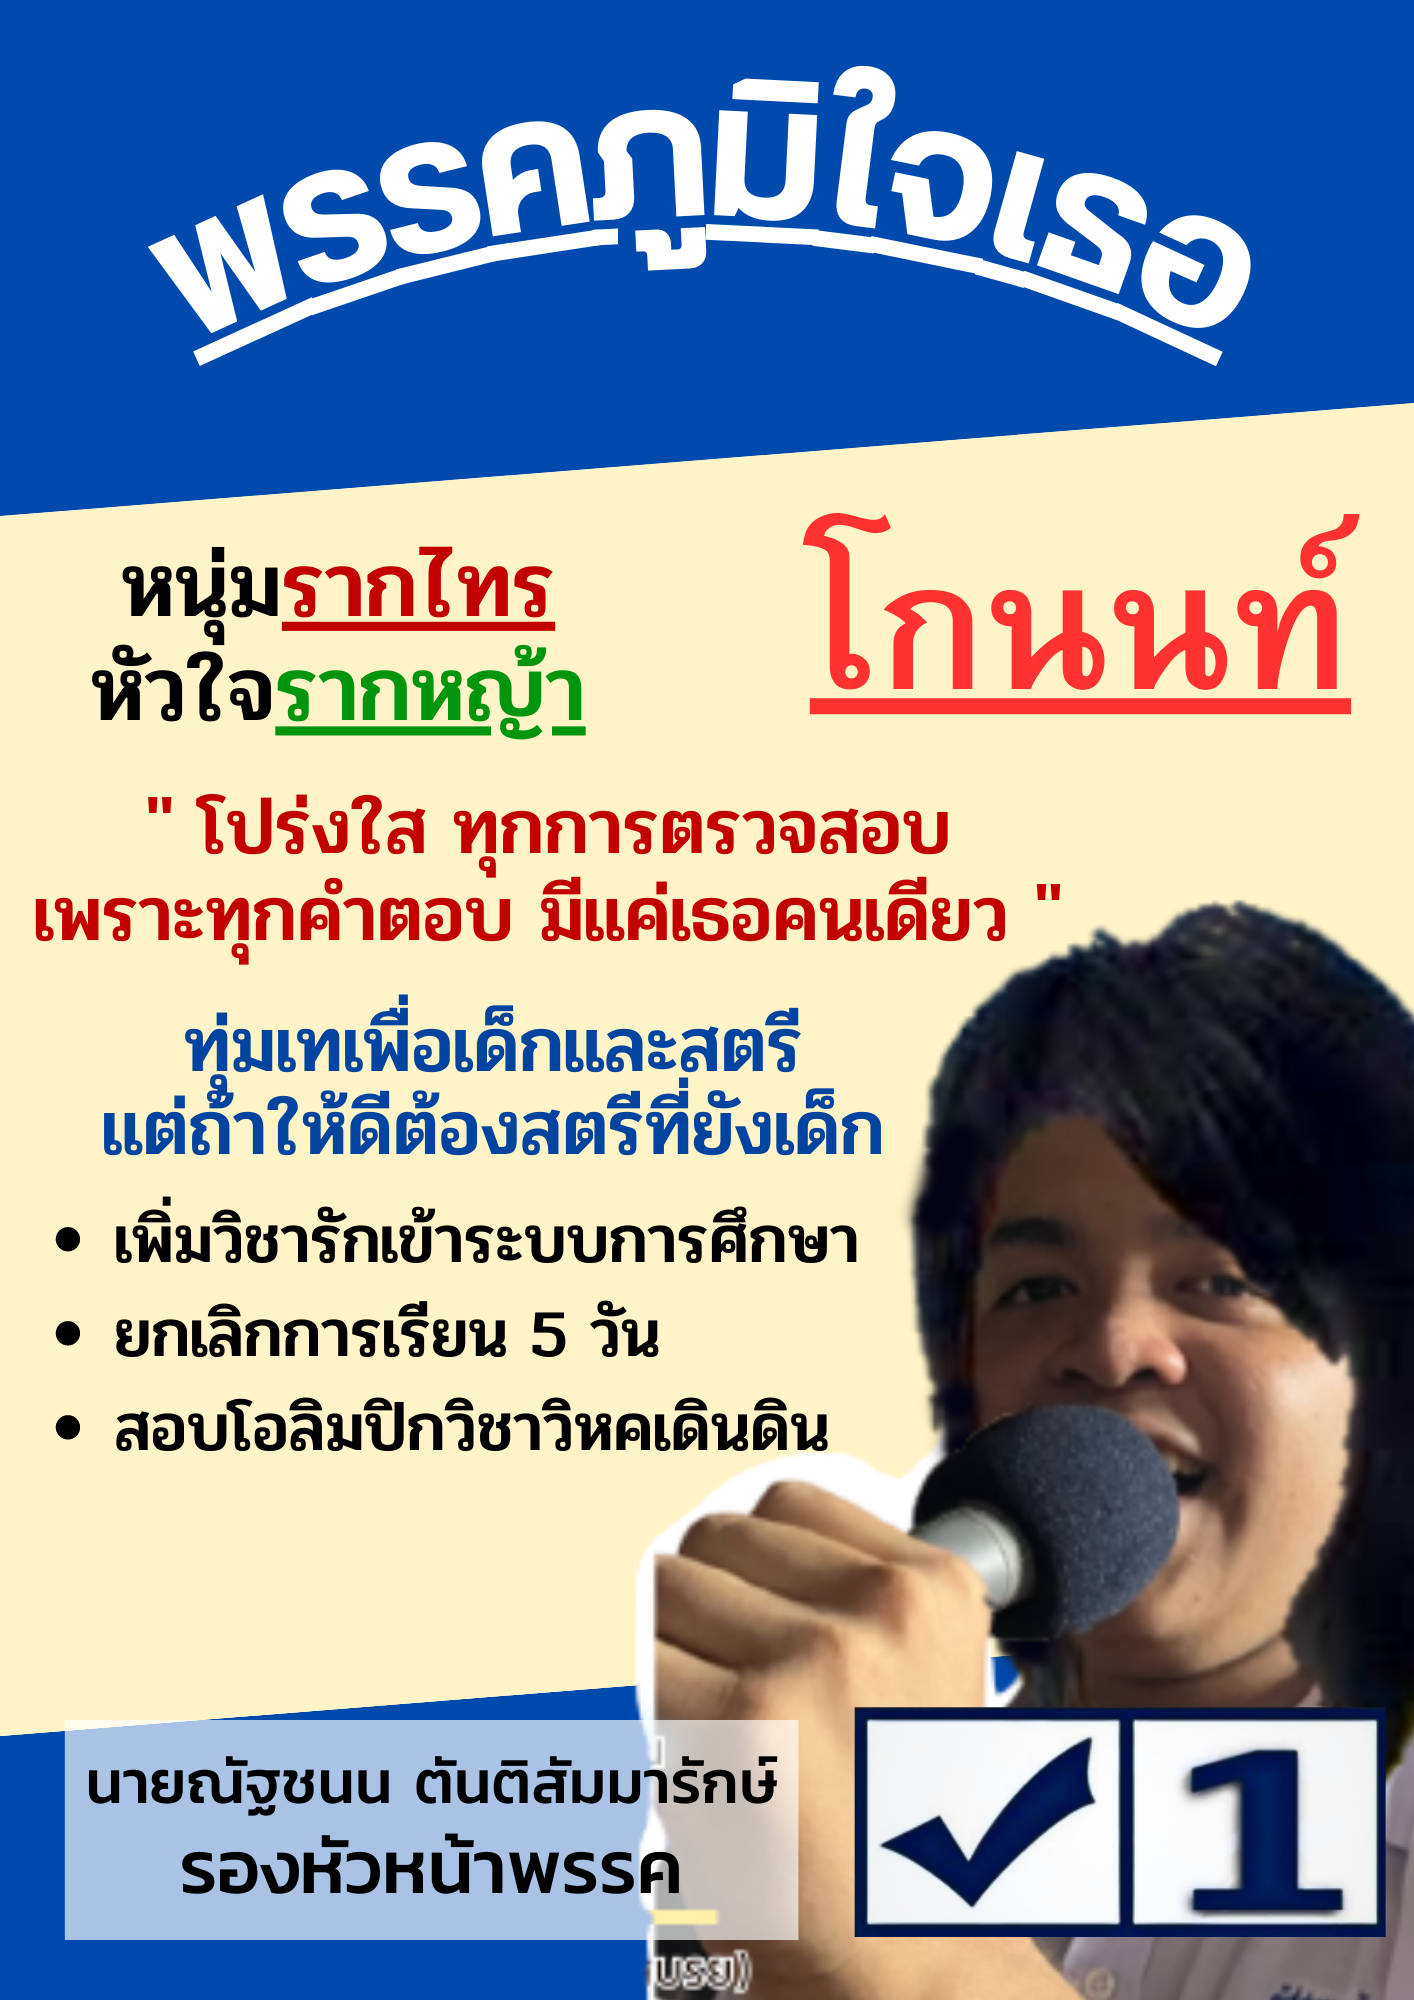 พรรคภูมิใจเธอ
หนุ่มรากไทร
หัวใจรากหญ้า
โกนนท์
" โปร่งใส ทุกการตรวจสอบ
เพราะทุกคำตอบ มีแค่เธอคนเดียว "
ทุ่มเทเพื่อเด็กและสตรี
แต่ถ้าให้ดีต้องสตรีที่ยังเด็ก
• เพิ่มวิชารักเข้าระบบการศึกษา
• ยกเลิกการเรียน 5 วัน
• สอบโอลิมปิกวิชาวิหคเดินดิน
นายณัฐชนน ตันติสัมมารักษ์
รองหัวหน้าพรรค
1